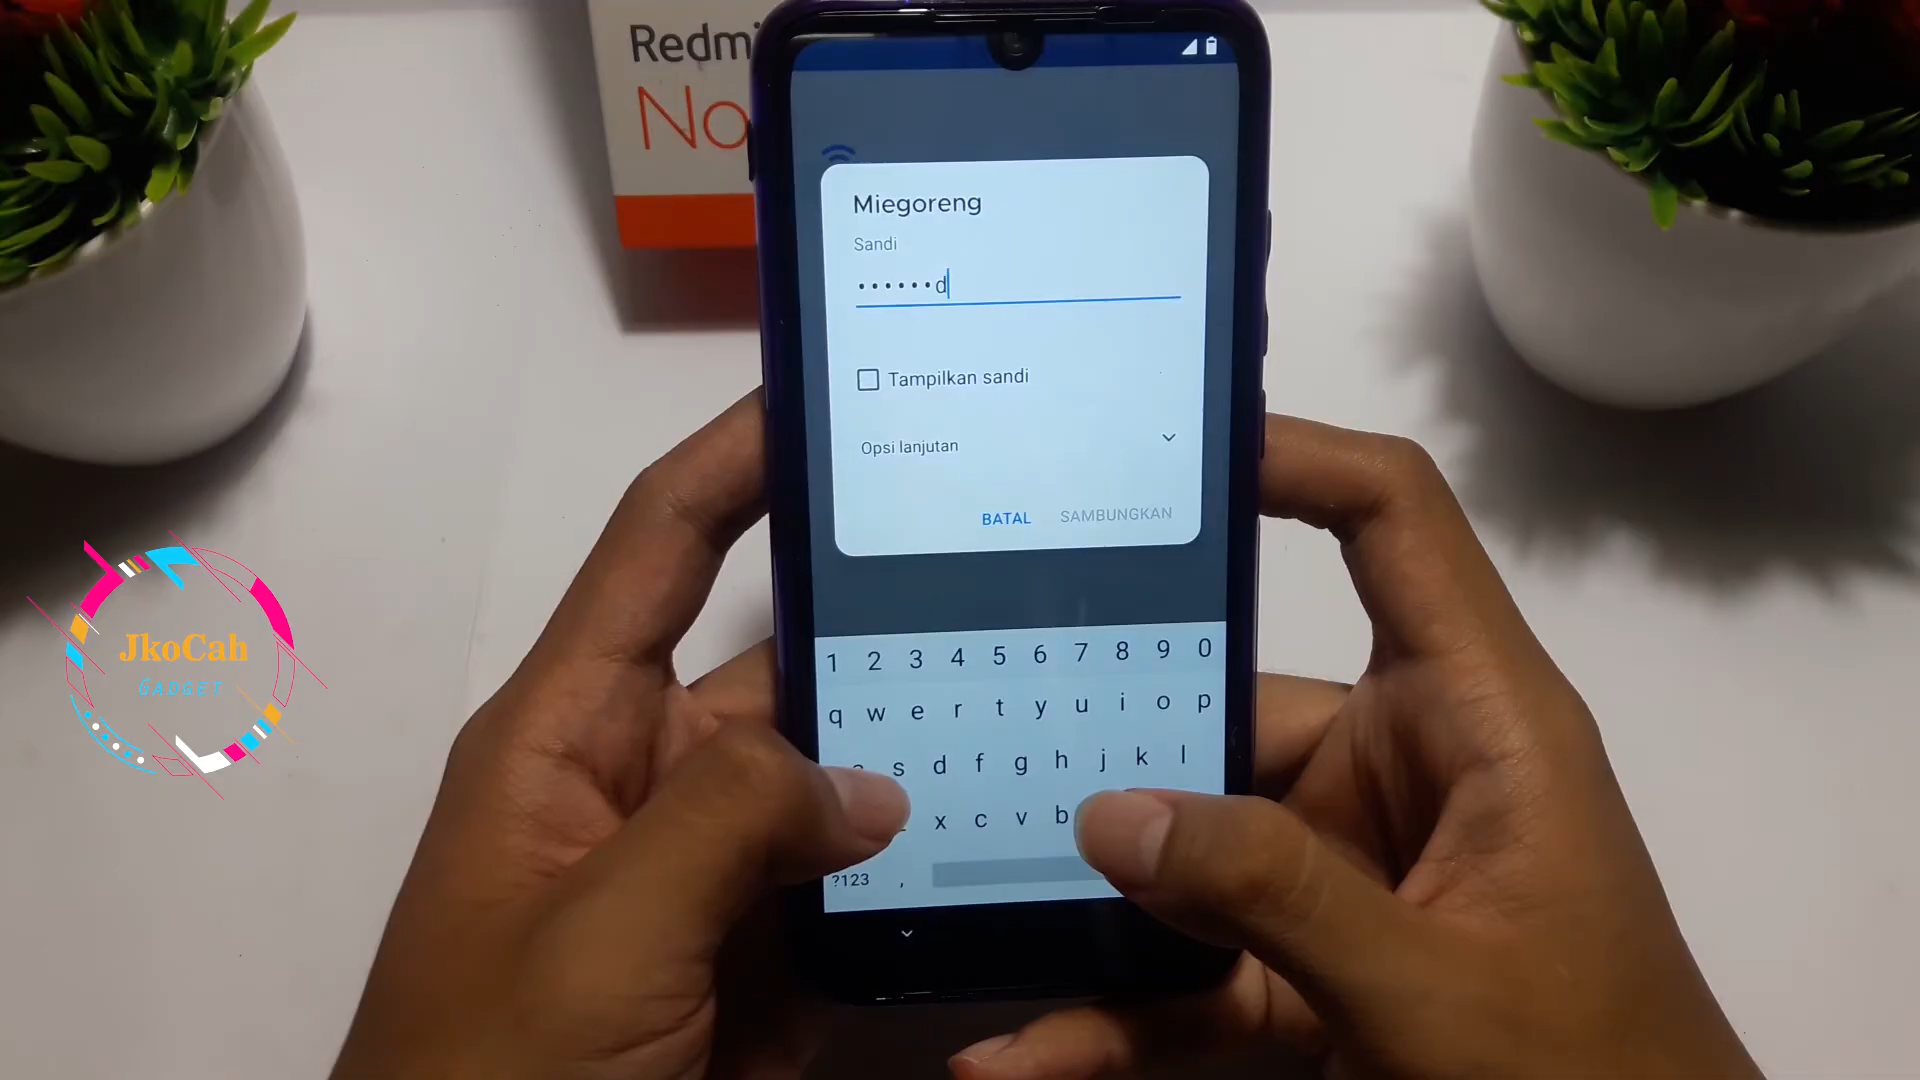 Redmi
No
Miegoreng
Sandi
••••••d
Tampilkan sandi
Opsi lanjutan
BATAL SAMBUNGKAN
1 2 3 4 5 6 7 8 9 0
q w e r t y u i o p
s d f g h j k l
x c v b
?123 ,
JkoCah
GADGET